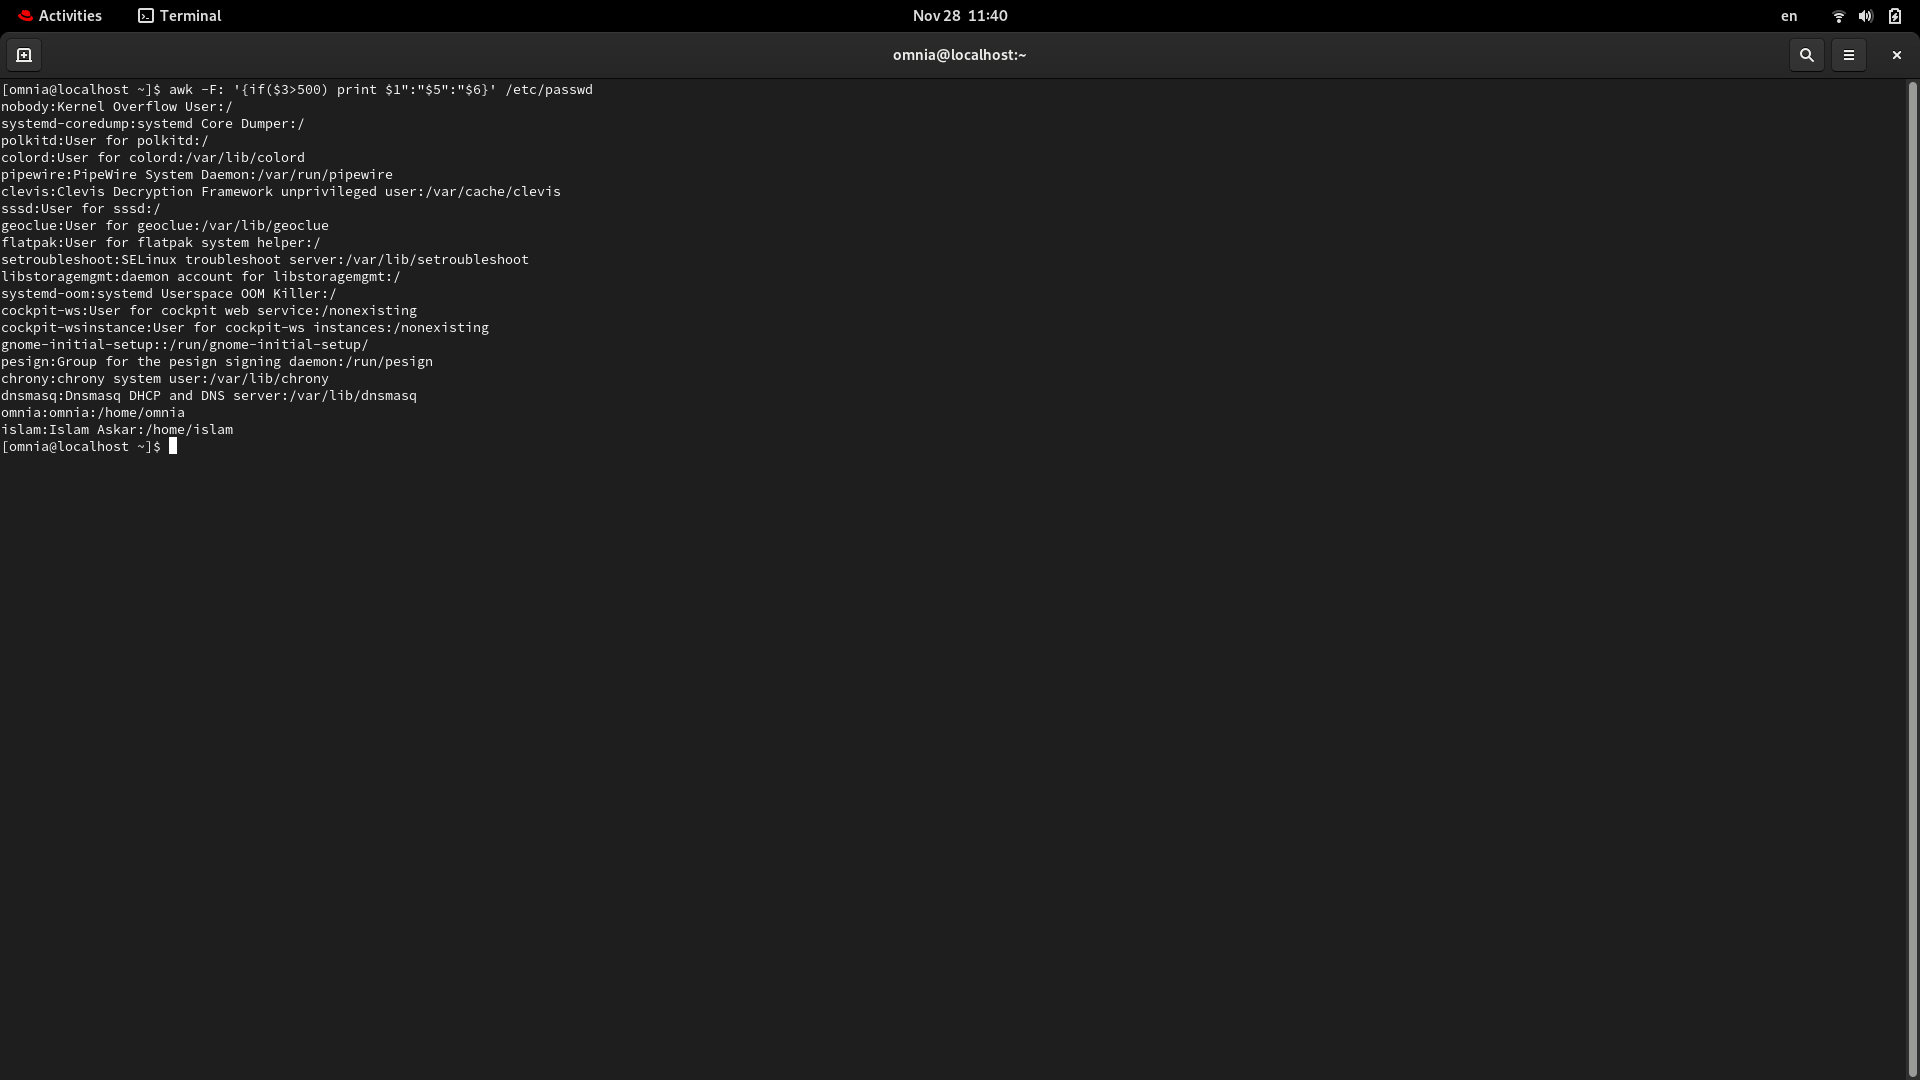 Activities Terminal Nov 28 11:40 en
omnia@localhost:~
[omnia@localhost ~]$ awk -F: '{if($3>500) print $1":"$5":"$6}' /etc/passwd
nobody:Kernel Overflow User:/
systemd-coredump:systemd Core Dumper:/
polkitd:User for polkitd:/
colord:User for colord:/var/lib/colord
pipewire:PipeWire System Daemon:/var/run/pipewire
clevis:Clevis Decryption Framework unprivileged user:/var/cache/clevis
sssd:User for sssd:/
geoclue:User for geoclue:/var/lib/geoclue
flatpak:User for flatpak system helper:/
setroubleshoot:SELinux troubleshoot server:/var/lib/setroubleshoot
libstoragemgmt:daemon account for libstoragemgmt:/
systemd-oom:systemd Userspace OOM Killer:/
cockpit-ws:User for cockpit web service:/nonexisting
cockpit-wsinstance:User for cockpit-ws instances:/nonexisting
gnome-initial-setup::/run/gnome-initial-setup/
pesign:Group for the pesign signing daemon:/run/pesign
chrony:chrony system user:/var/lib/chrony
dnsmasq:Dnsmasq DHCP and DNS server:/var/lib/dnsmasq
omnia:omnia:/home/omnia
islam:Islam Askar:/home/islam
[omnia@localhost ~]$